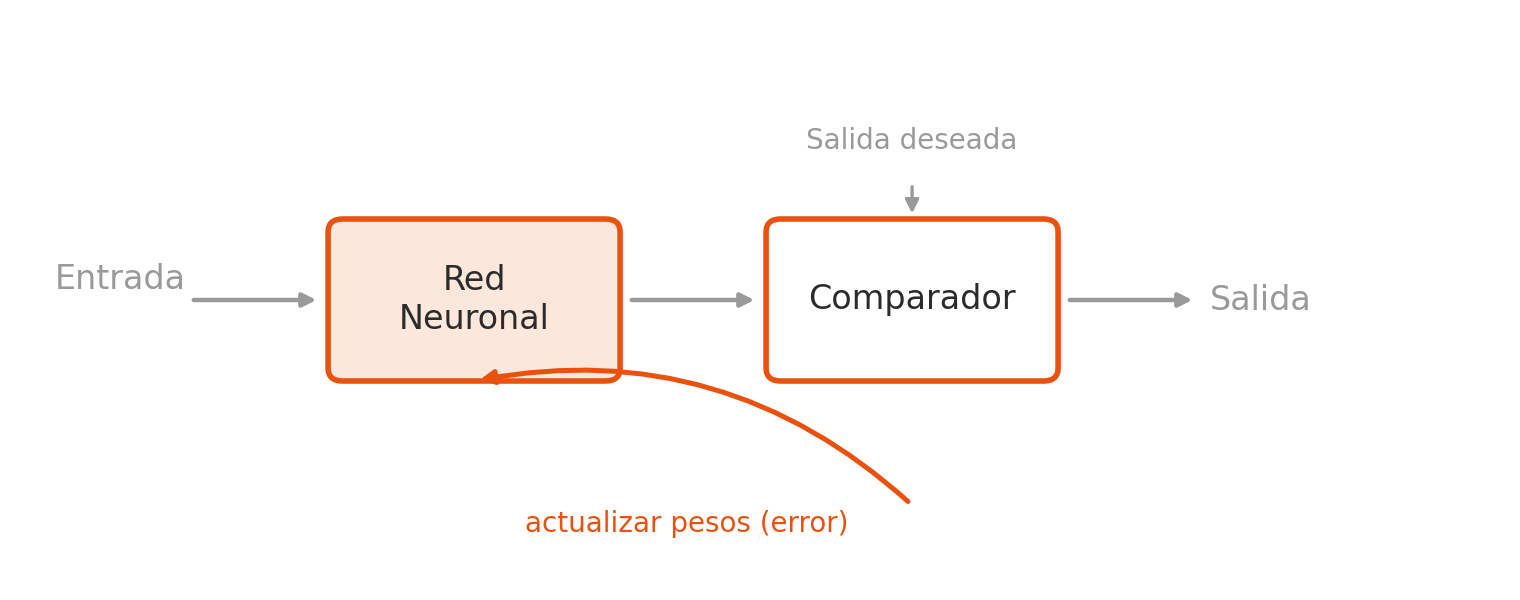 Salida deseada
Entrada
Red
Neuronal
Comparador
Salida
actualizar pesos (error)